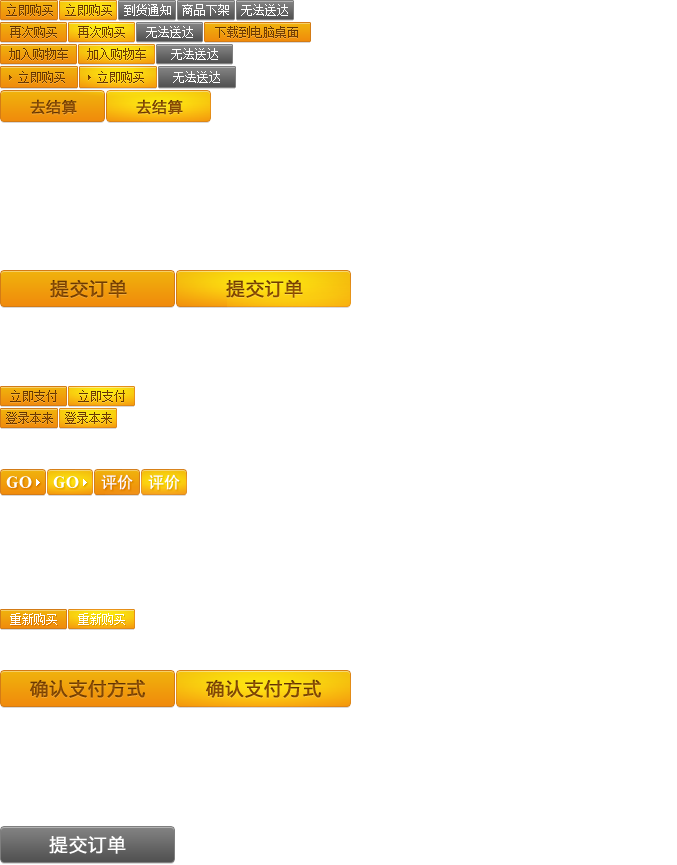 立即购买 立即购买 到货通知 商品下架 无法送达
再次购买 再次购买 无法送达 下载到电脑桌面
加入购物车 加入购物车 无法送达
立即购买 立即购买 无法送达
去结算 去结算
提交订单 提交订单
立即支付 立即支付
登录本来 登录本来
GO GO 评价 评价
重新购买 重新购买
确认支付方式 确认支付方式
提交订单